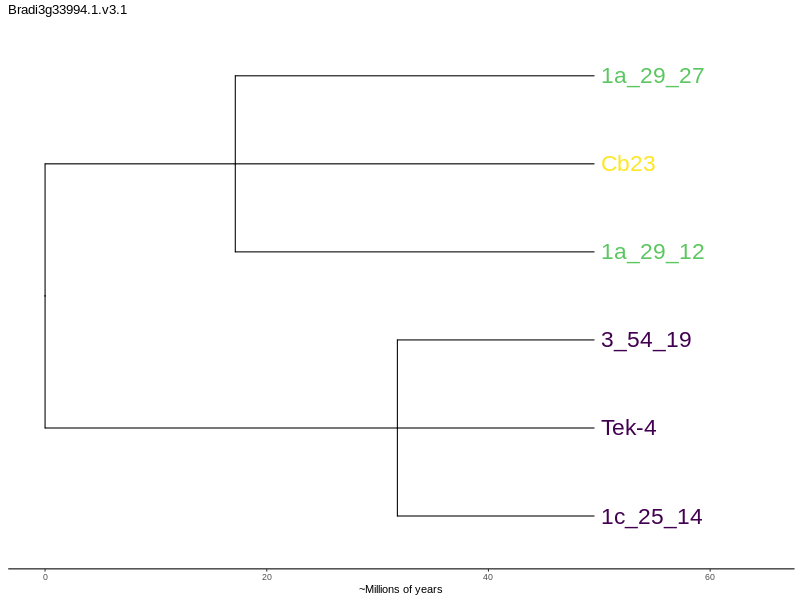 Bradi3g33994.1.v3.1
1a_29_27
Cb23
1a_29_12
3_54_19
Tek-4
1c_25_14
0 20 40 60
~Millions of years